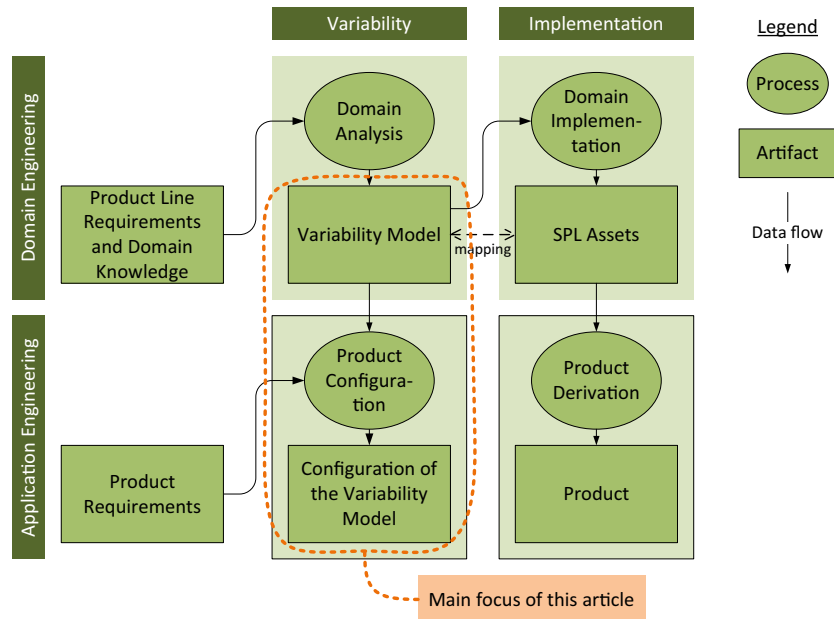 Variability
Implementation
Legend
Domain Engineering
Application Engineering
Domain
Analysis
Domain
Implemen-
tation
Process
Artifact
Data flow
Product Line
Requirements
and Domain
Knowledge
Variability Model
mapping
SPL Assets
Product
Configura-
tion
Product
Derivation
Product
Requirements
Configuration of
the Variability
Model
Product
Main focus of this article